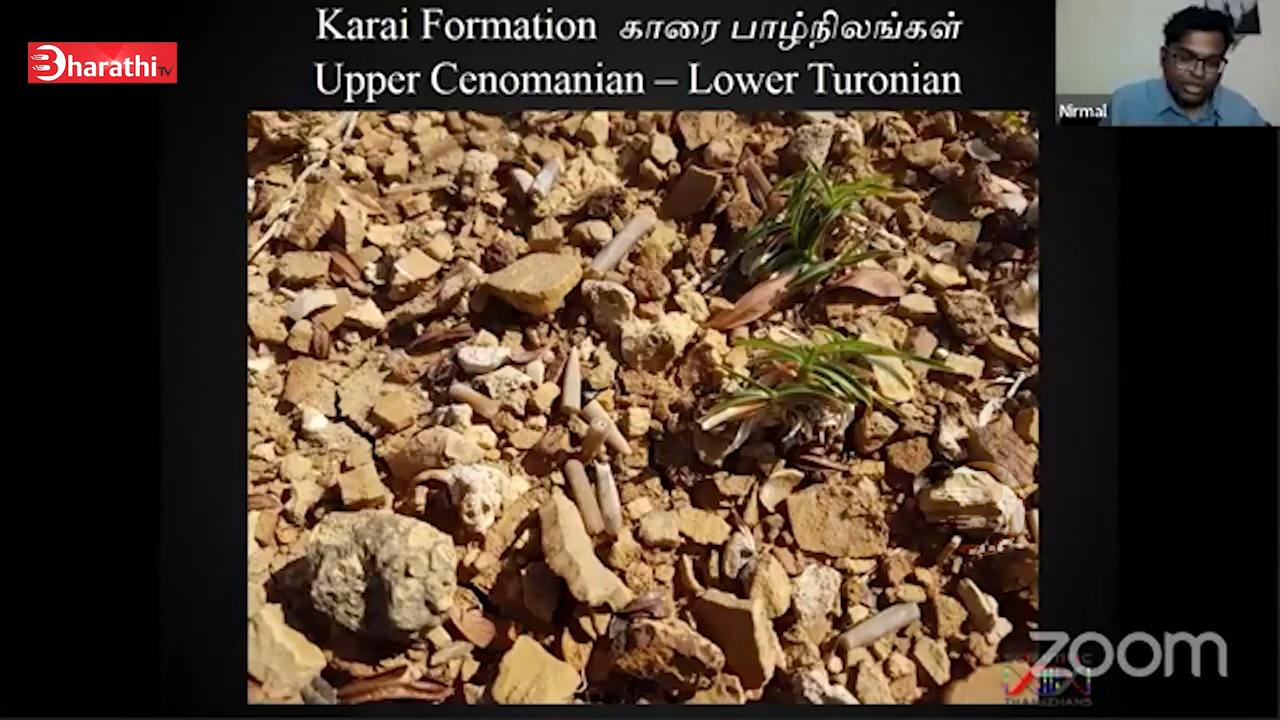 Karai Formation காரை பாழ்நிலங்கள்
Upper Cenomanian – Lower Turonian
Bharathi TV
Nirmal
zoom